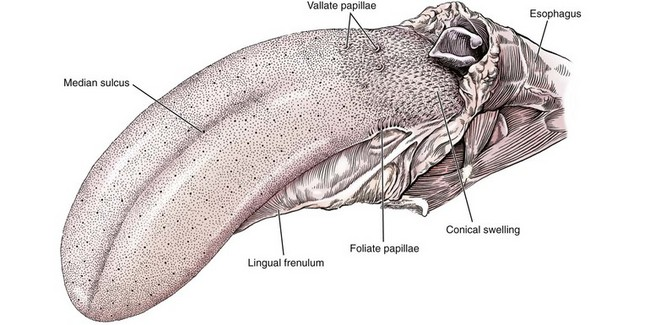 Vallate papillae
Esophagus
Median sulcus
Conical swelling
Foliate papillae
Lingual frenulum